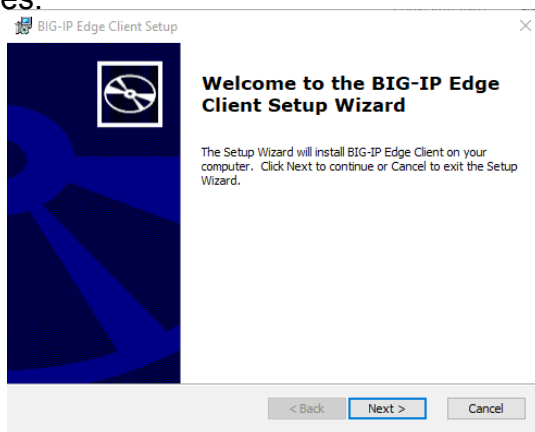 es.
BIG-IP Edge Client Setup
Welcome to the BIG-IP Edge
Client Setup Wizard
The Setup Wizard will install BIG-IP Edge Client on your
computer. Click Next to continue or Cancel to exit the Setup
Wizard.
< Back Next > Cancel